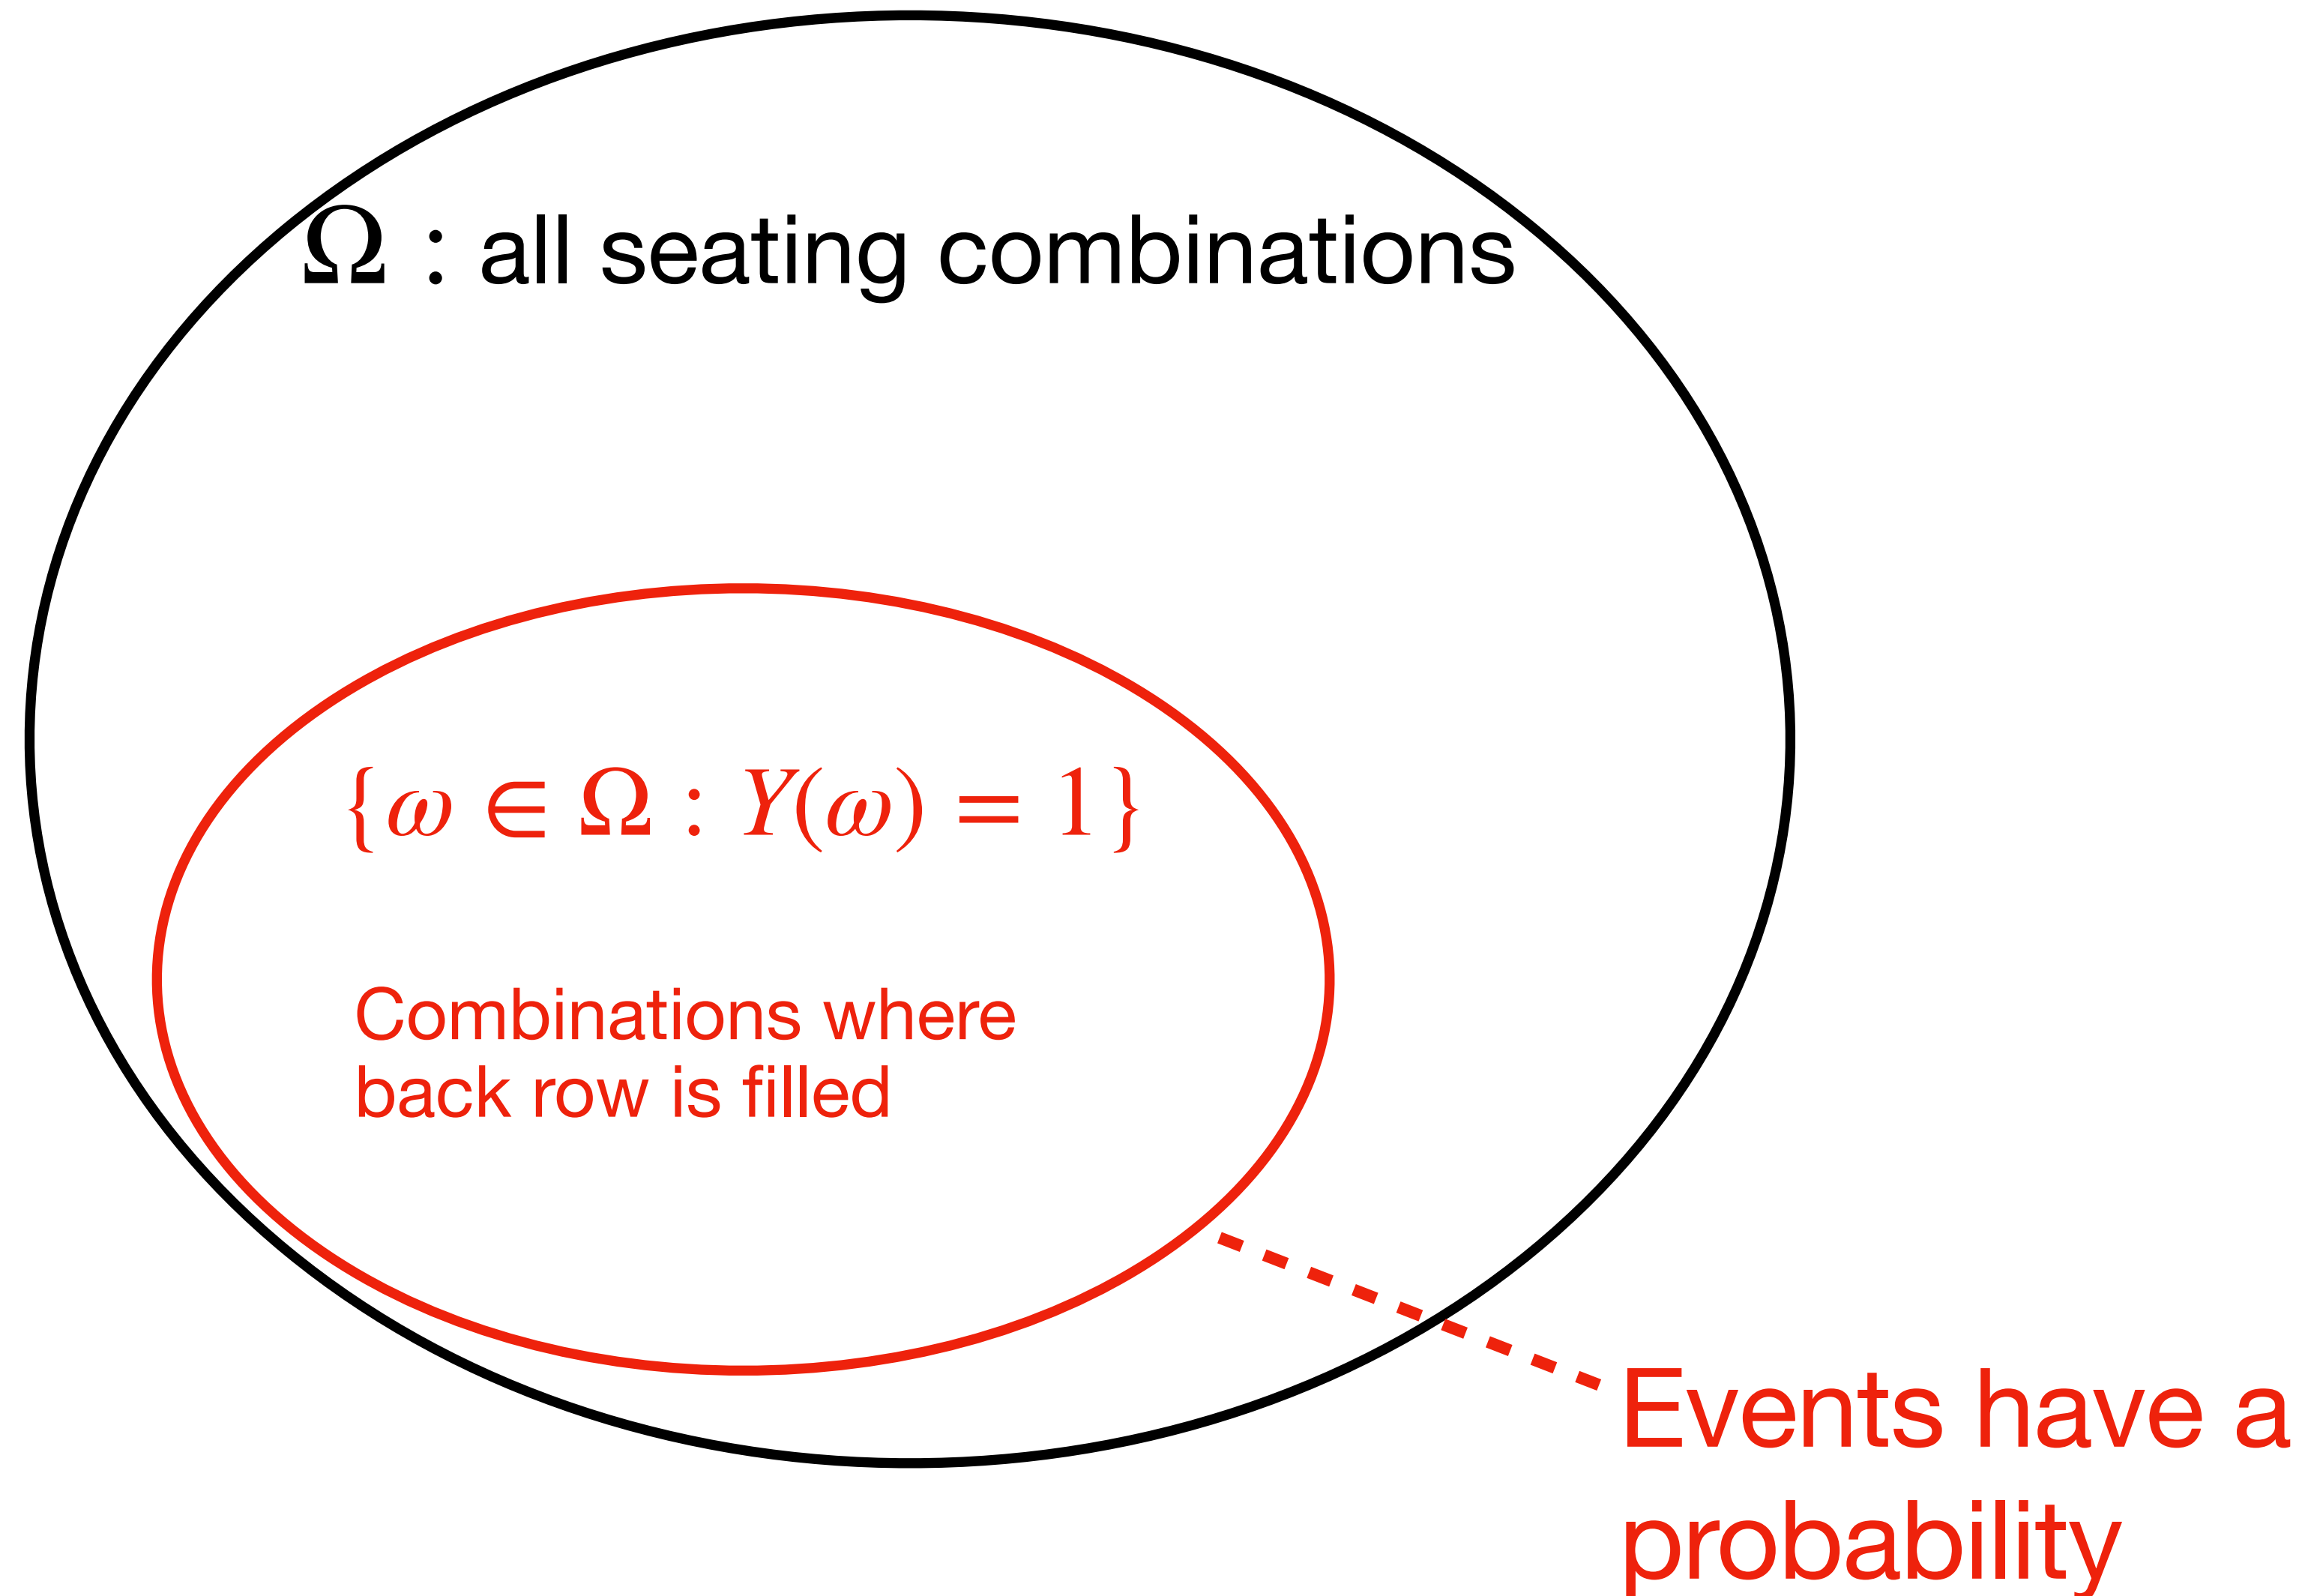 Ω : all seating combinations
{ω ∈ Ω : Y(ω) = 1}
Combinations where
back row is filled
Events have a
probability